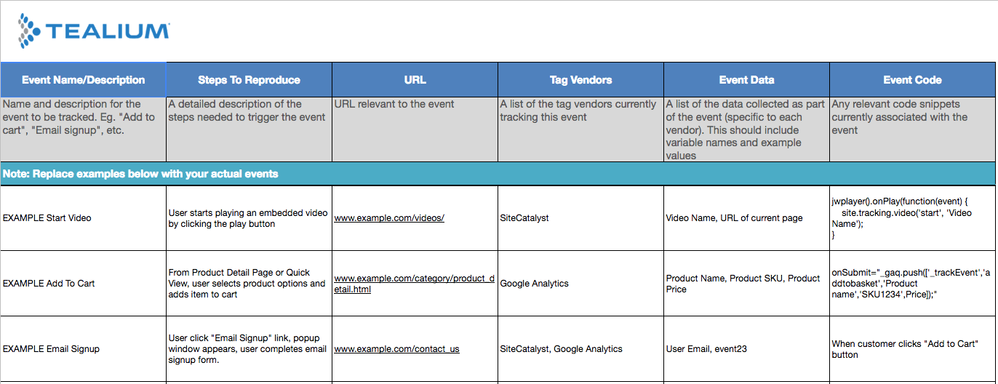 TEALIUM
Event Name/Description
Steps To Reproduce
URL
Tag Vendors
Event Data
Event Code
Name and description for the
event to be tracked. Eg. "Add to
cart", "Email signup", etc.
A detailed description of the
steps needed to trigger the event
URL relevant to the event
A list of the tag vendors currently
tracking this event
A list of the data collected as part
of the event (specific to each
vendor). This should include
variable names and example
values
Any relevant code snippets
currently associated with the
event
Note: Replace examples below with your actual events
EXAMPLE Start Video
User starts playing an embedded video
by clicking the play button
www.example.com/videos/
SiteCatalyst
Video Name, URL of current page
jwplayer().onPlay(function(event) {
site.tracking.video('start', 'Video
Name');
}
EXAMPLE Add To Cart
From Product Detail Page or Quick
View, user selects product options and
adds item to cart
www.example.com/category/product_d
etail.html
Google Analytics
Product Name, Product SKU, Product
Price
onSubmit="_gaq.push(['_trackEvent','a
ddtobasket','Product
name','SKU1234',Price]);"
EXAMPLE Email Signup
User click "Email Signup" link, popup
window appears, user completes email
signup form.
www.example.com/contact_us
SiteCatalyst, Google Analytics
User Email, event23
When customer clicks "Add to Cart"
button